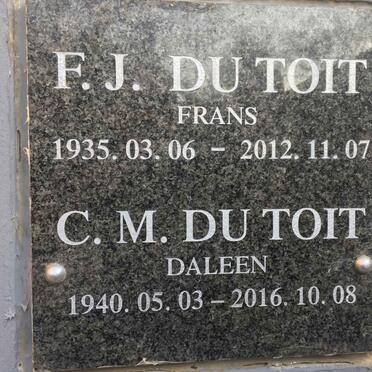 F. J. DU TOIT
FRANS
1935. 03. 06 - 2012. 11. 07
C. M. DU TOIT
DALEEN
1940. 05. 03 - 2016. 10. 08